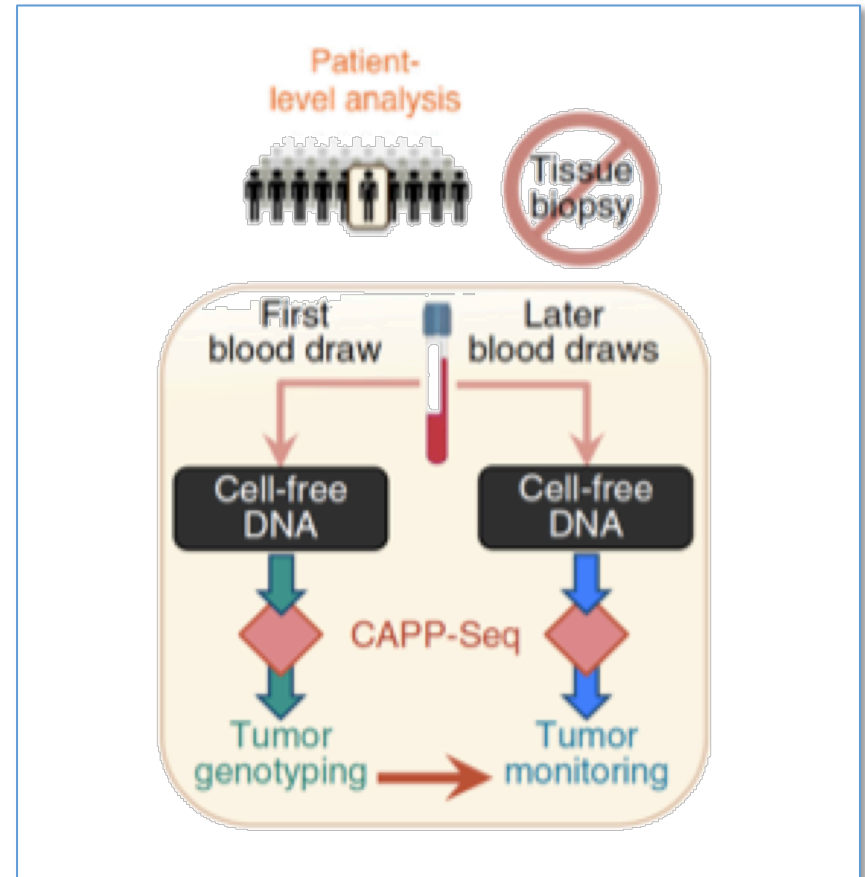 Patient-
level analysis
Tissue
biopsy
First
blood draw
Later
blood draws
Cell-free
DNA
Cell-free
DNA
CAPP-Seq
Tumor
genotyping
Tumor
monitoring